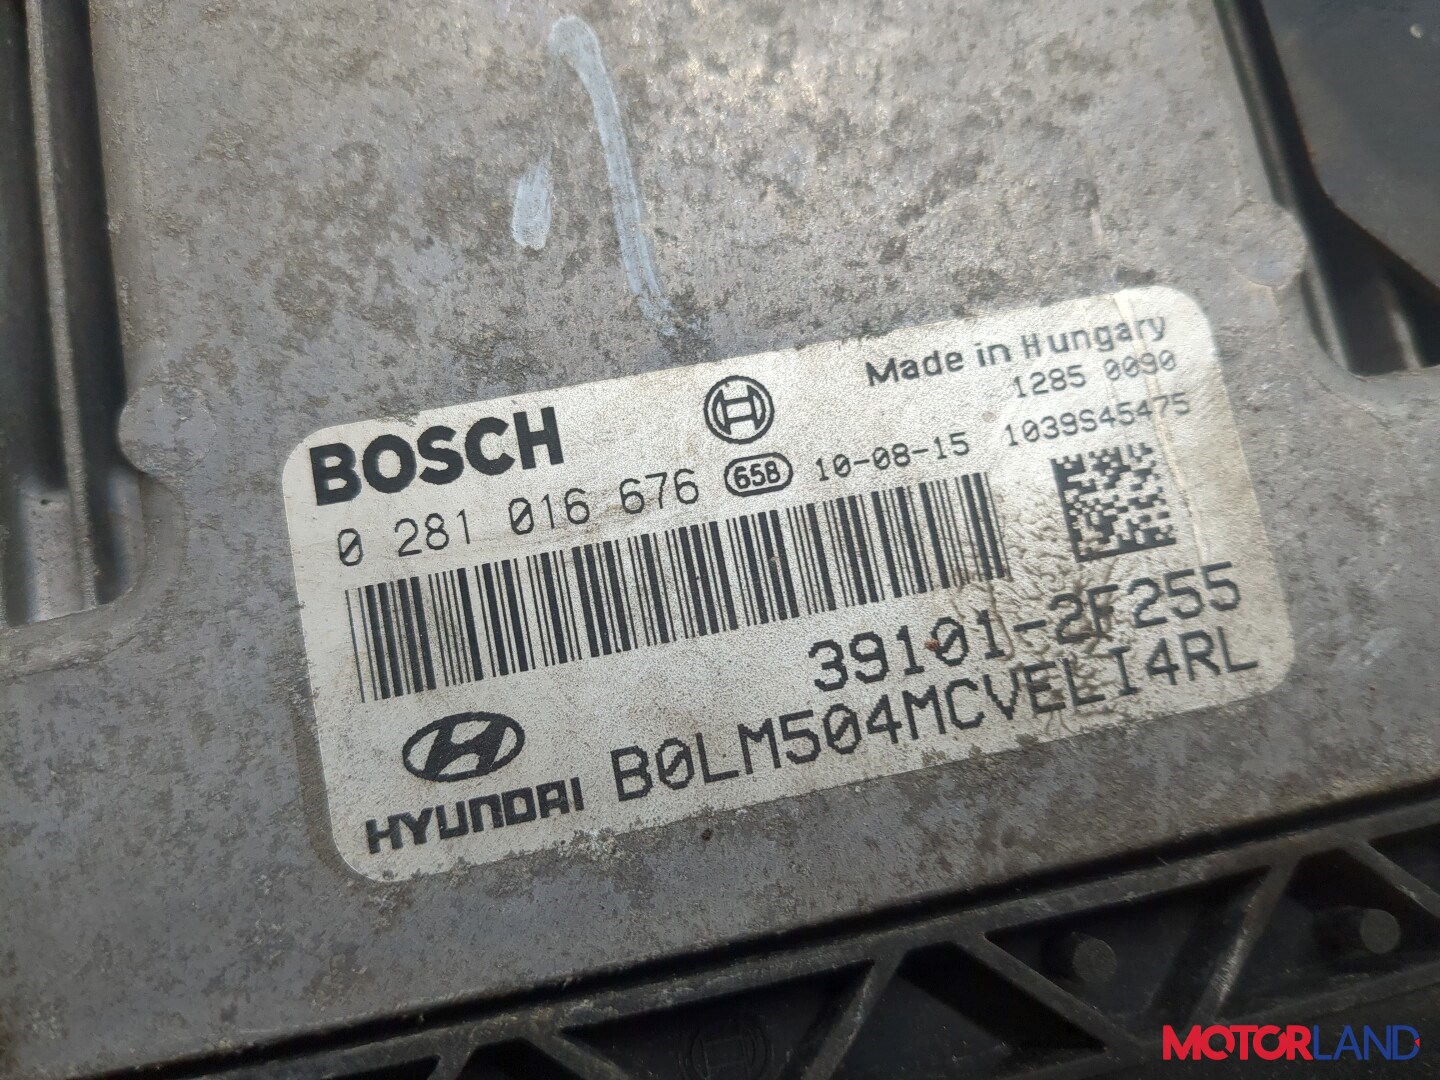 Made in Hungary
BOSCH
1285 0090
0 281 016 676 658 10-08-15 1039S45475
39101-2F255
B0LM504MCVELI4RL
HYUNDAI
MOTORLAND